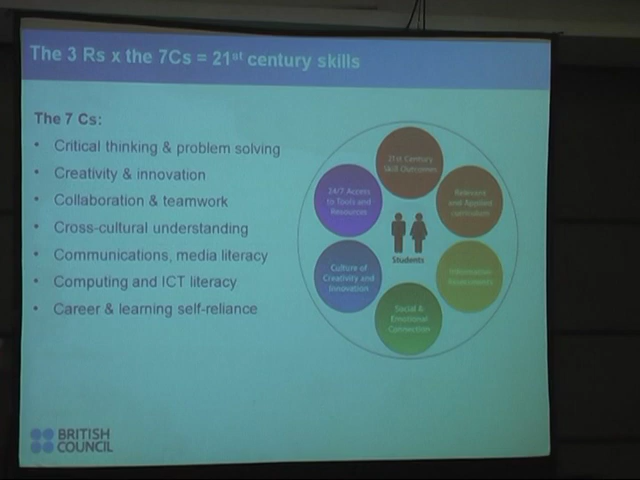 The 3 Rs x the 7Cs = 21st century skills
The 7 Cs:
• Critical thinking & problem solving
• Creativity & innovation
• Collaboration & teamwork
• Cross-cultural understanding
• Communications, media literacy
• Computing and ICT literacy
• Career & learning self-reliance
21st Century
Skill Outcomes
Relevant
and Applied
Curriculum
Informative
Assessments
Social &
Emotional
Connection
Culture of
Creativity and
Innovation
24/7 Access
to Tools and
Resources
Students
BRITISH
COUNCIL